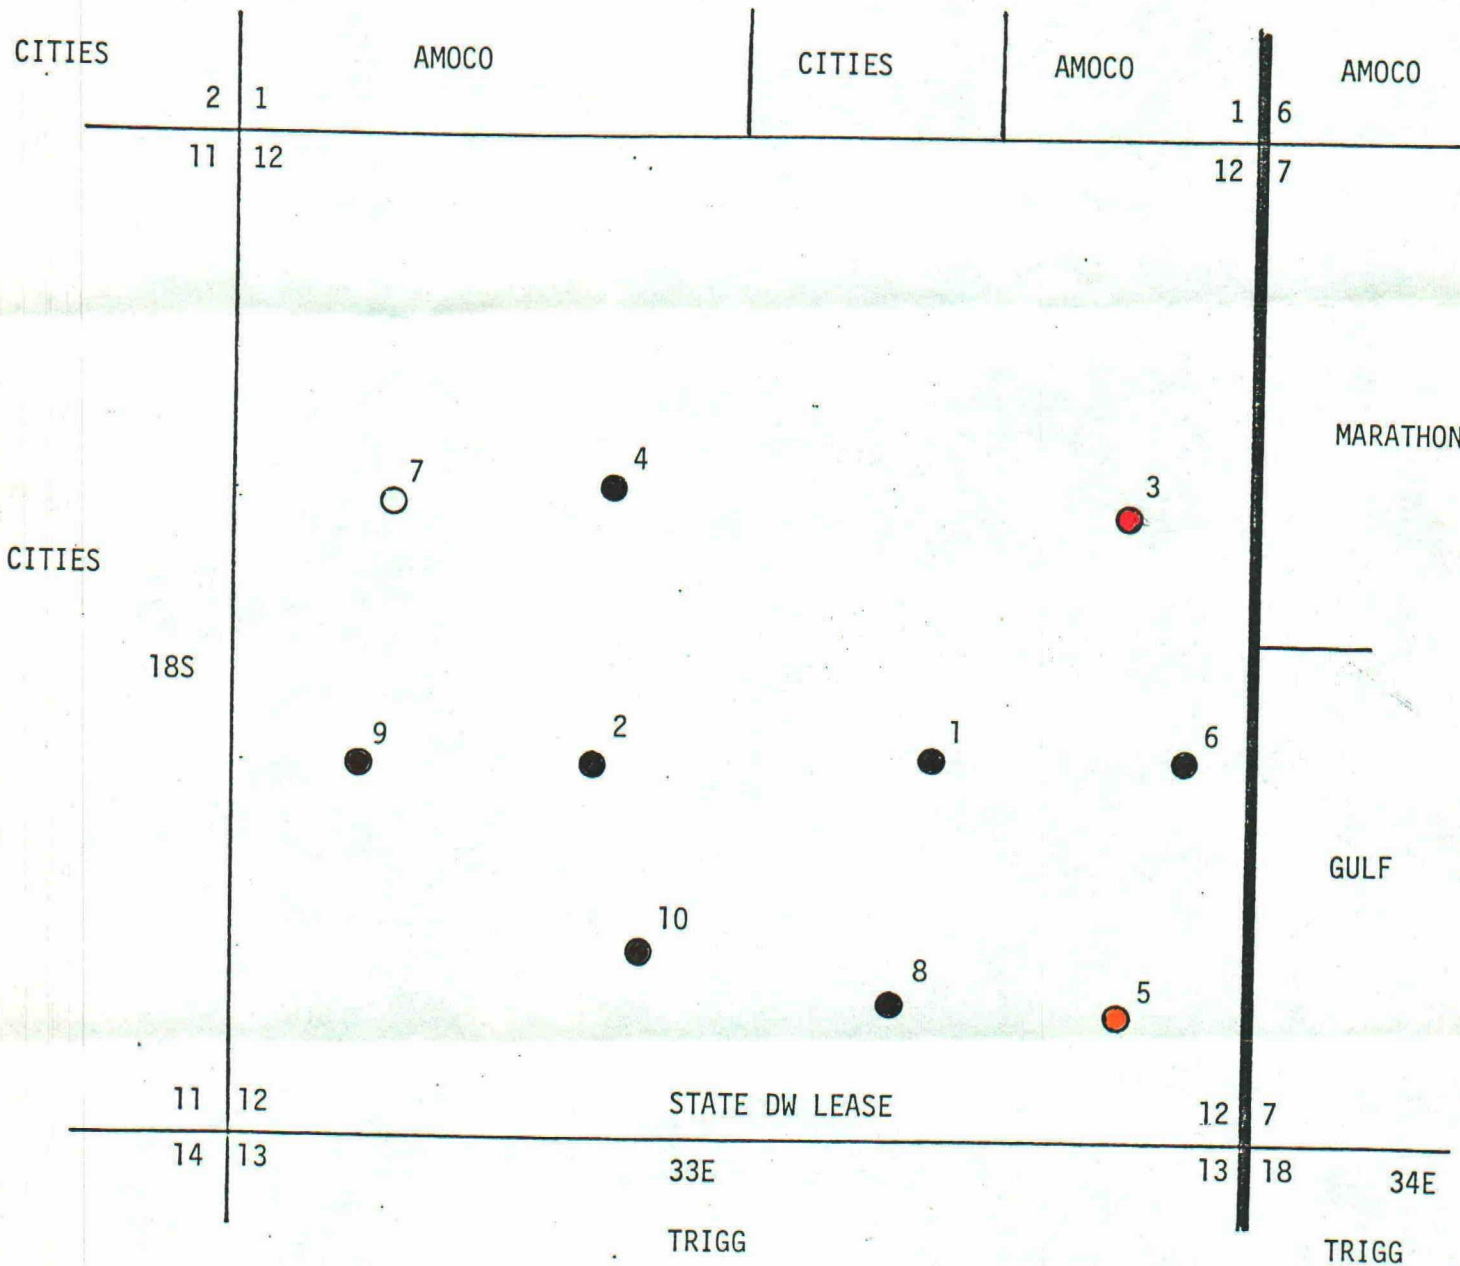 CITIES AMOCO CITIES AMOCO AMOCO
2 1 1 6
11 12 12 7
MARATHON
7 4 3
CITIES
18S
9 2 1 6
GULF
10
8 5
11 12 STATE DW LEASE 12 7
14 13 33E 13 18 34E
TRIGG TRIGG